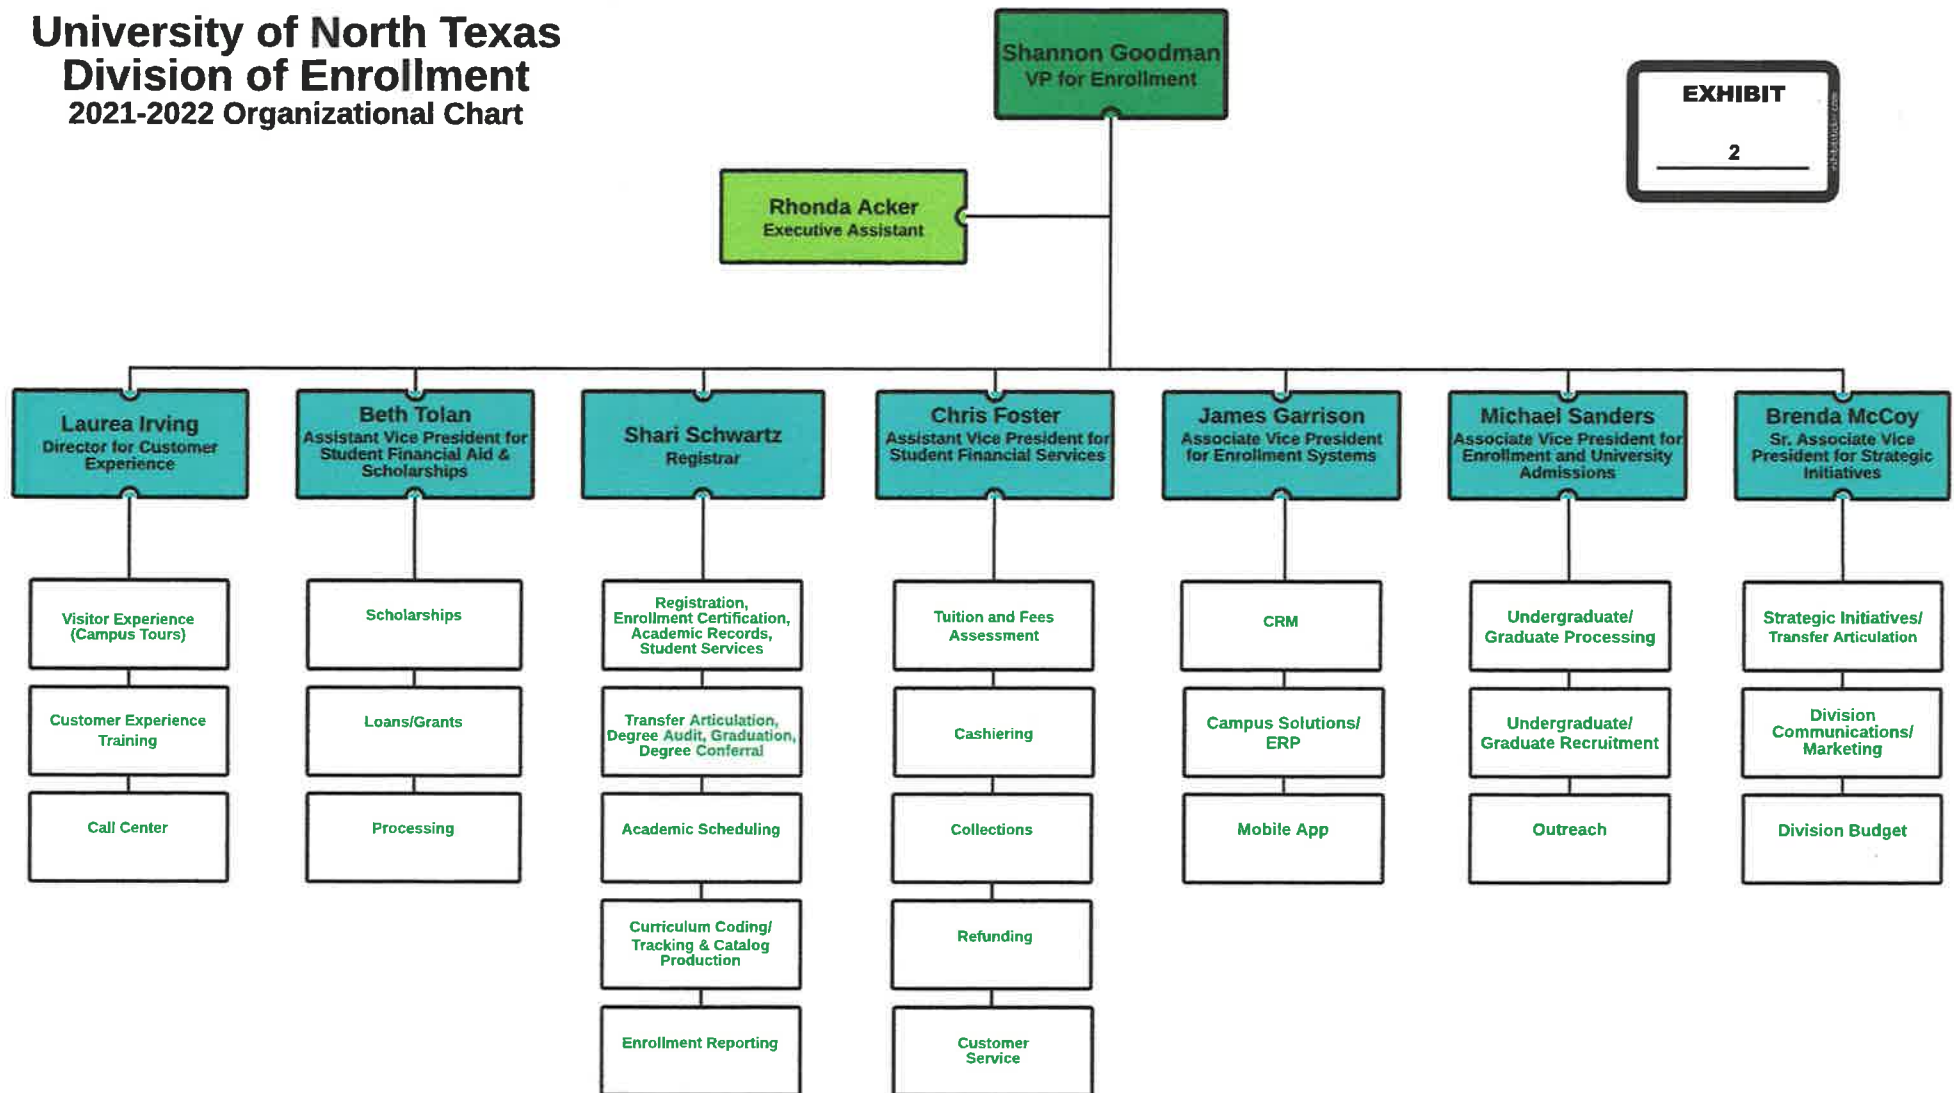 University of North Texas
Division of Enrollment
2021-2022 Organizational Chart
Shannon Goodman
VP for Enrollment
EXHIBIT
2
Rhonda Acker
Executive Assistant
Laurea Irving
Director for Customer
Experience
Beth Tolan
Assistant Vice President for
Student Financial Aid &
Scholarships
Shari Schwartz
Registrar
Chris Foster
Assistant Vice President for
Student Financial Services
James Garrison
Associate Vice President
for Enrollment Systems
Michael Sanders
Associate Vice President for
Enrollment and University
Admissions
Brenda McCoy
Sr. Associate Vice
President for Strategic
Initiatives
Visitor Experience
(Campus Tours)
Customer Experience
Training
Call Center
Scholarships
Loans/Grants
Processing
Registration,
Enrollment Certification,
Academic Records,
Student Services
Transfer Articulation,
Degree Audit, Graduation,
Degree Conferral
Academic Scheduling
Curriculum Coding/
Tracking & Catalog
Production
Enrollment Reporting
Tuition and Fees
Assessment
Cashiering
Collections
Refunding
Customer
Service
CRM
Campus Solutions/
ERP
Mobile App
Undergraduate/
Graduate Processing
Undergraduate/
Graduate Recruitment
Outreach
Strategic Initiatives/
Transfer Articulation
Division
Communications/
Marketing
Division Budget